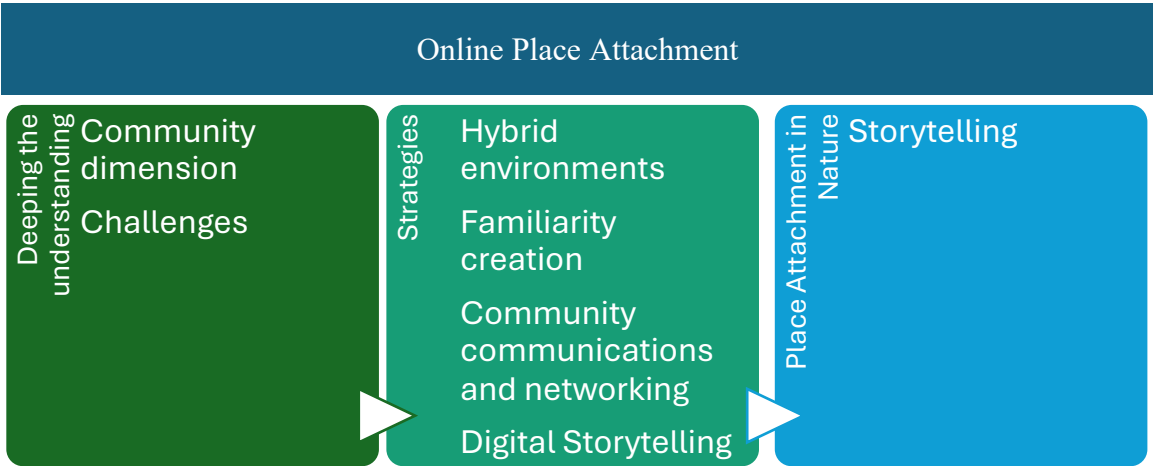 Online Place Attachment
Deeping the
understanding
Community
dimension
Challenges
Strategies
Hybrid
environments
Familiarity
creation
Community
communications
and networking
Digital Storytelling
Place Attachment in
Nature
Storytelling